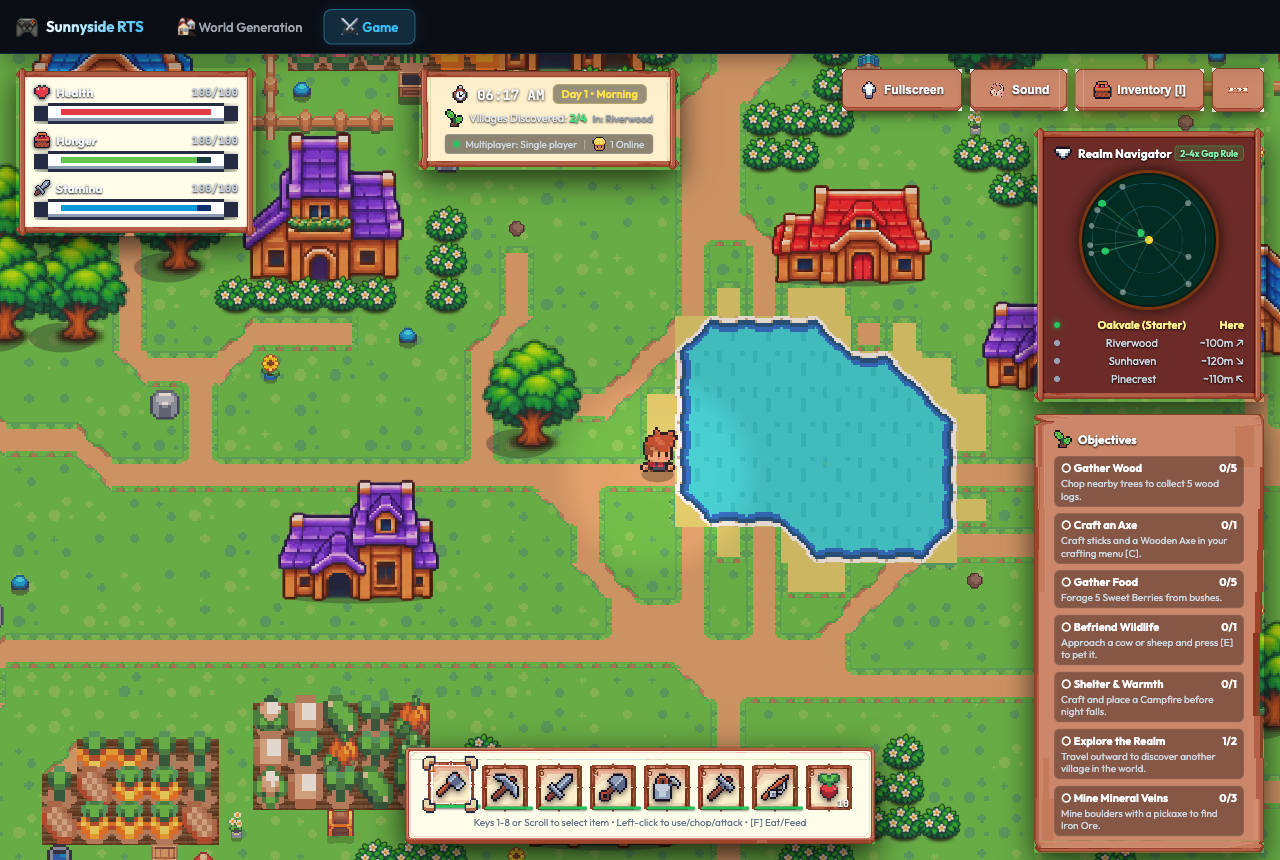 Sunnyside RTS
World Generation
Game
Health 100/100
Hunger 100/100
Stamina 100/100
06:17 AM
Day 1 • Morning
Villages Discovered: 2/4 In: Riverwood
Multiplayer: Single player | 1 Online
Fullscreen
Sound
Inventory [I]
Realm Navigator
2-4x Gap Rule
Oakvale (Starter) Here
Riverwood ~100m ↗
Sunhaven ~120m ↘
Pinecrest ~110m ↖
Objectives
Gather Wood 0/5
Chop nearby trees to collect 5 wood
logs.
Craft an Axe 0/1
Craft sticks and a Wooden Axe in your
crafting menu [C].
Gather Food 0/5
Forage 5 Sweet Berries from bushes.
Befriend Wildlife 0/1
Approach a cow or sheep and press [E]
to pet it.
Shelter & Warmth 0/1
Craft and place a Campfire before
night falls.
Explore the Realm 1/2
Travel outward to discover another
village in the world.
Mine Mineral Veins 0/3
Mine boulders with a pickaxe to find
Iron Ore.
10
Keys 1-8 or Scroll to select item • Left-click to use/chop/attack • [F] Eat/Feed